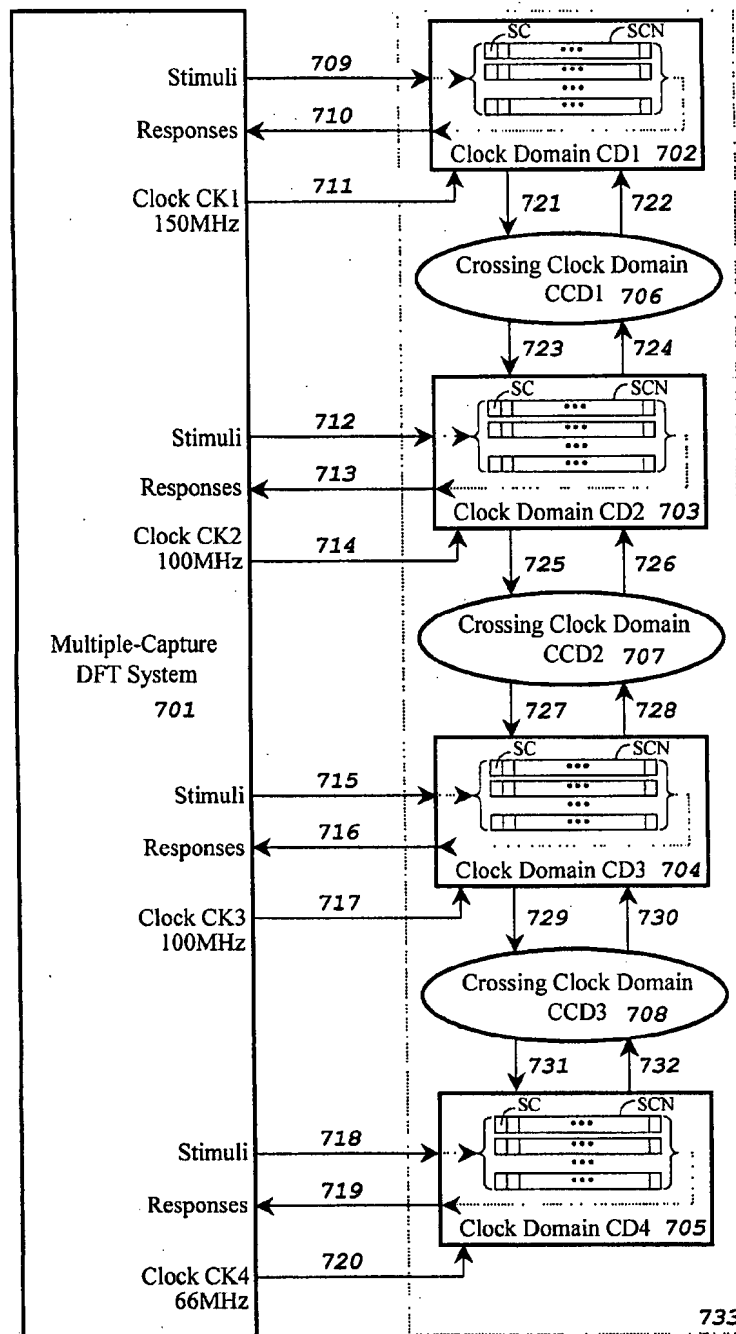 SC SCN
•••
Stimuli 709
•••
Responses 710
Clock Domain CD1 702
Clock CK1 711
150MHz
721 722
Crossing Clock Domain
CCD1 706
723 724
SC SCN
•••
Stimuli 712
•••
Responses 713
Clock Domain CD2 703
Clock CK2 714
100MHz
725 726
Crossing Clock Domain
CCD2 707
Multiple-Capture
DFT System
701
727 728
SC SCN
•••
Stimuli 715
•••
Responses 716
Clock Domain CD3 704
Clock CK3 717
100MHz
729 730
Crossing Clock Domain
CCD3 708
731 732
SC SCN
•••
Stimuli 718
•••
Responses 719
Clock Domain CD4 705
Clock CK4 720
66MHz
733